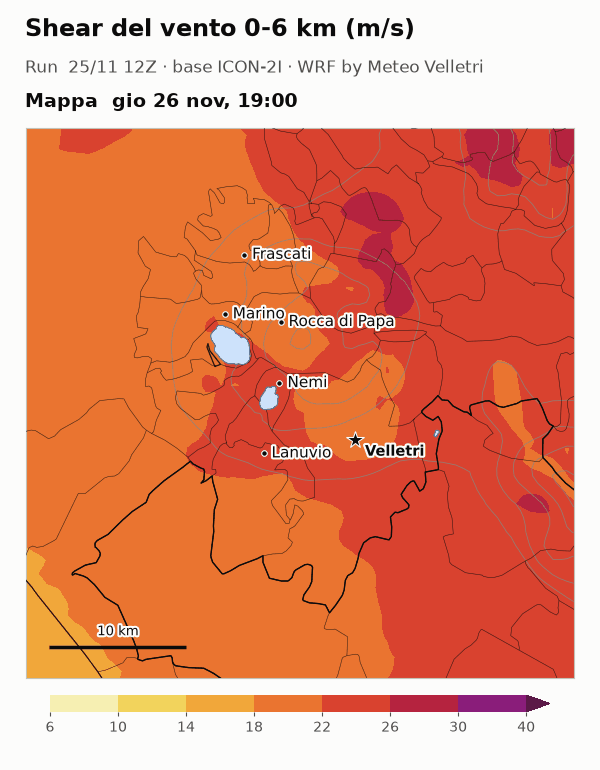 Shear del vento 0-6 km (m/s)
Run  25/11 12Z · base ICON-2I · WRF by Meteo Velletri
Mappa  gio 26 nov, 19:00
Frascati
Marino
Rocca di Papa
Nemi
Velletri
Lanuvio
10 km
6 10 14 18 22 26 30 40